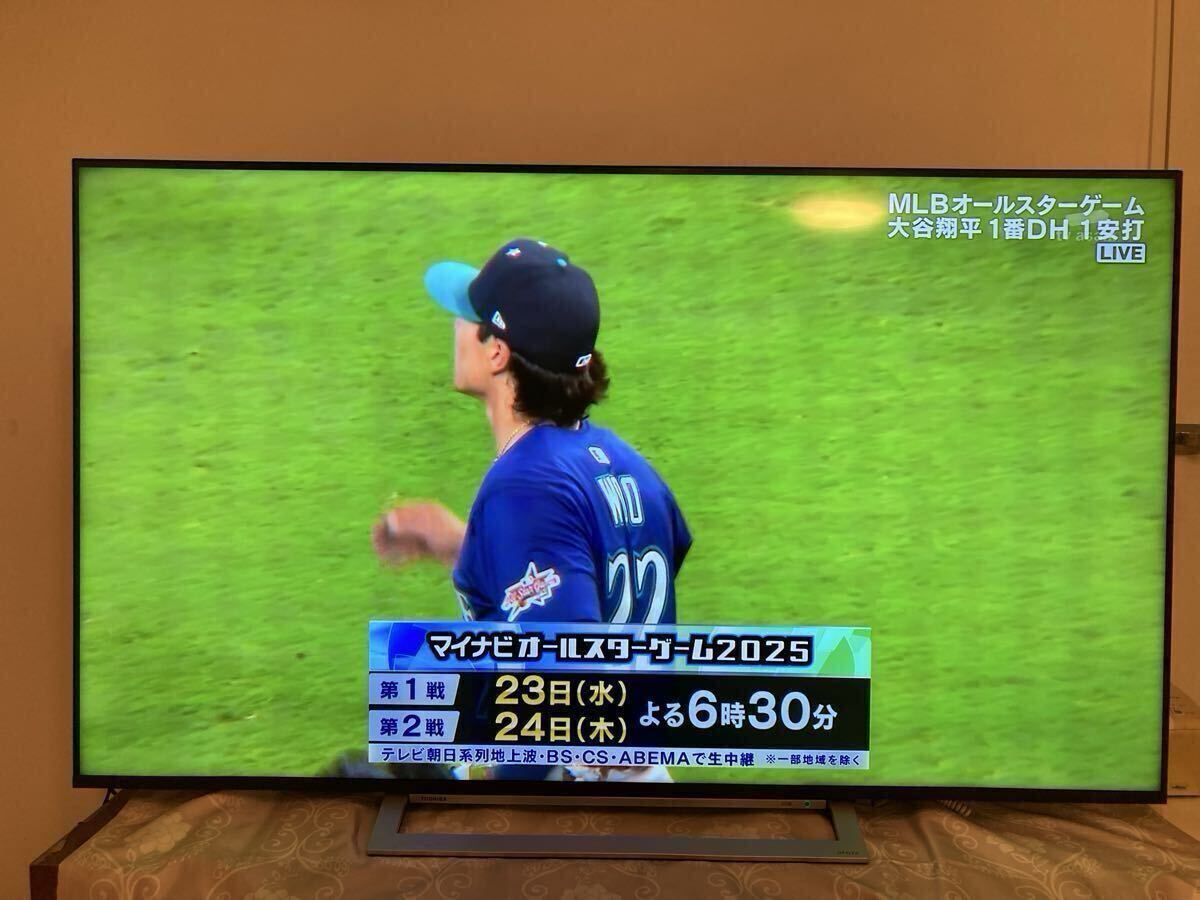 MLBオールスターゲーム
大谷翔平 1番DH 1安打
LIVE
WOO
22
マイナビオールスターゲーム2025
第1戦 23日(水)
第2戦 24日(木)
よる6時30分
テレビ朝日系列地上波・BS・CS・ABEMAで生中継 ※一部地域を除く
TOSHIBA